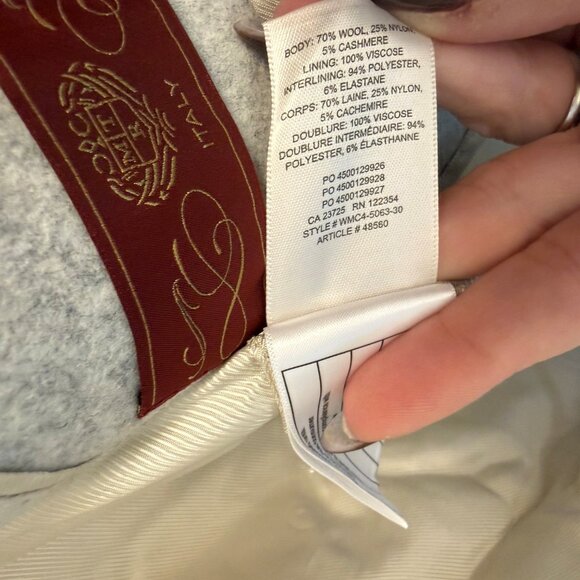 BODY: 70% WOOL, 25% NYLON,
5% CASHMERE
LINING: 100% VISCOSE
INTERLINING: 94% POLYESTER,
6% ELASTANE
CORPS: 70% LAINE, 25% NYLON,
5% CACHEMIRE
DOUBLURE: 100% VISCOSE
DOUBLURE INTERMÉDIAIRE: 94%
POLYESTER, 6% ÉLASTHANNE
PO 4500129926
PO 4500129928
PO 4500129927
CA 23725 RN 122354
STYLE # WMC4-5063-30
ARTICLE # 48560
ITALY